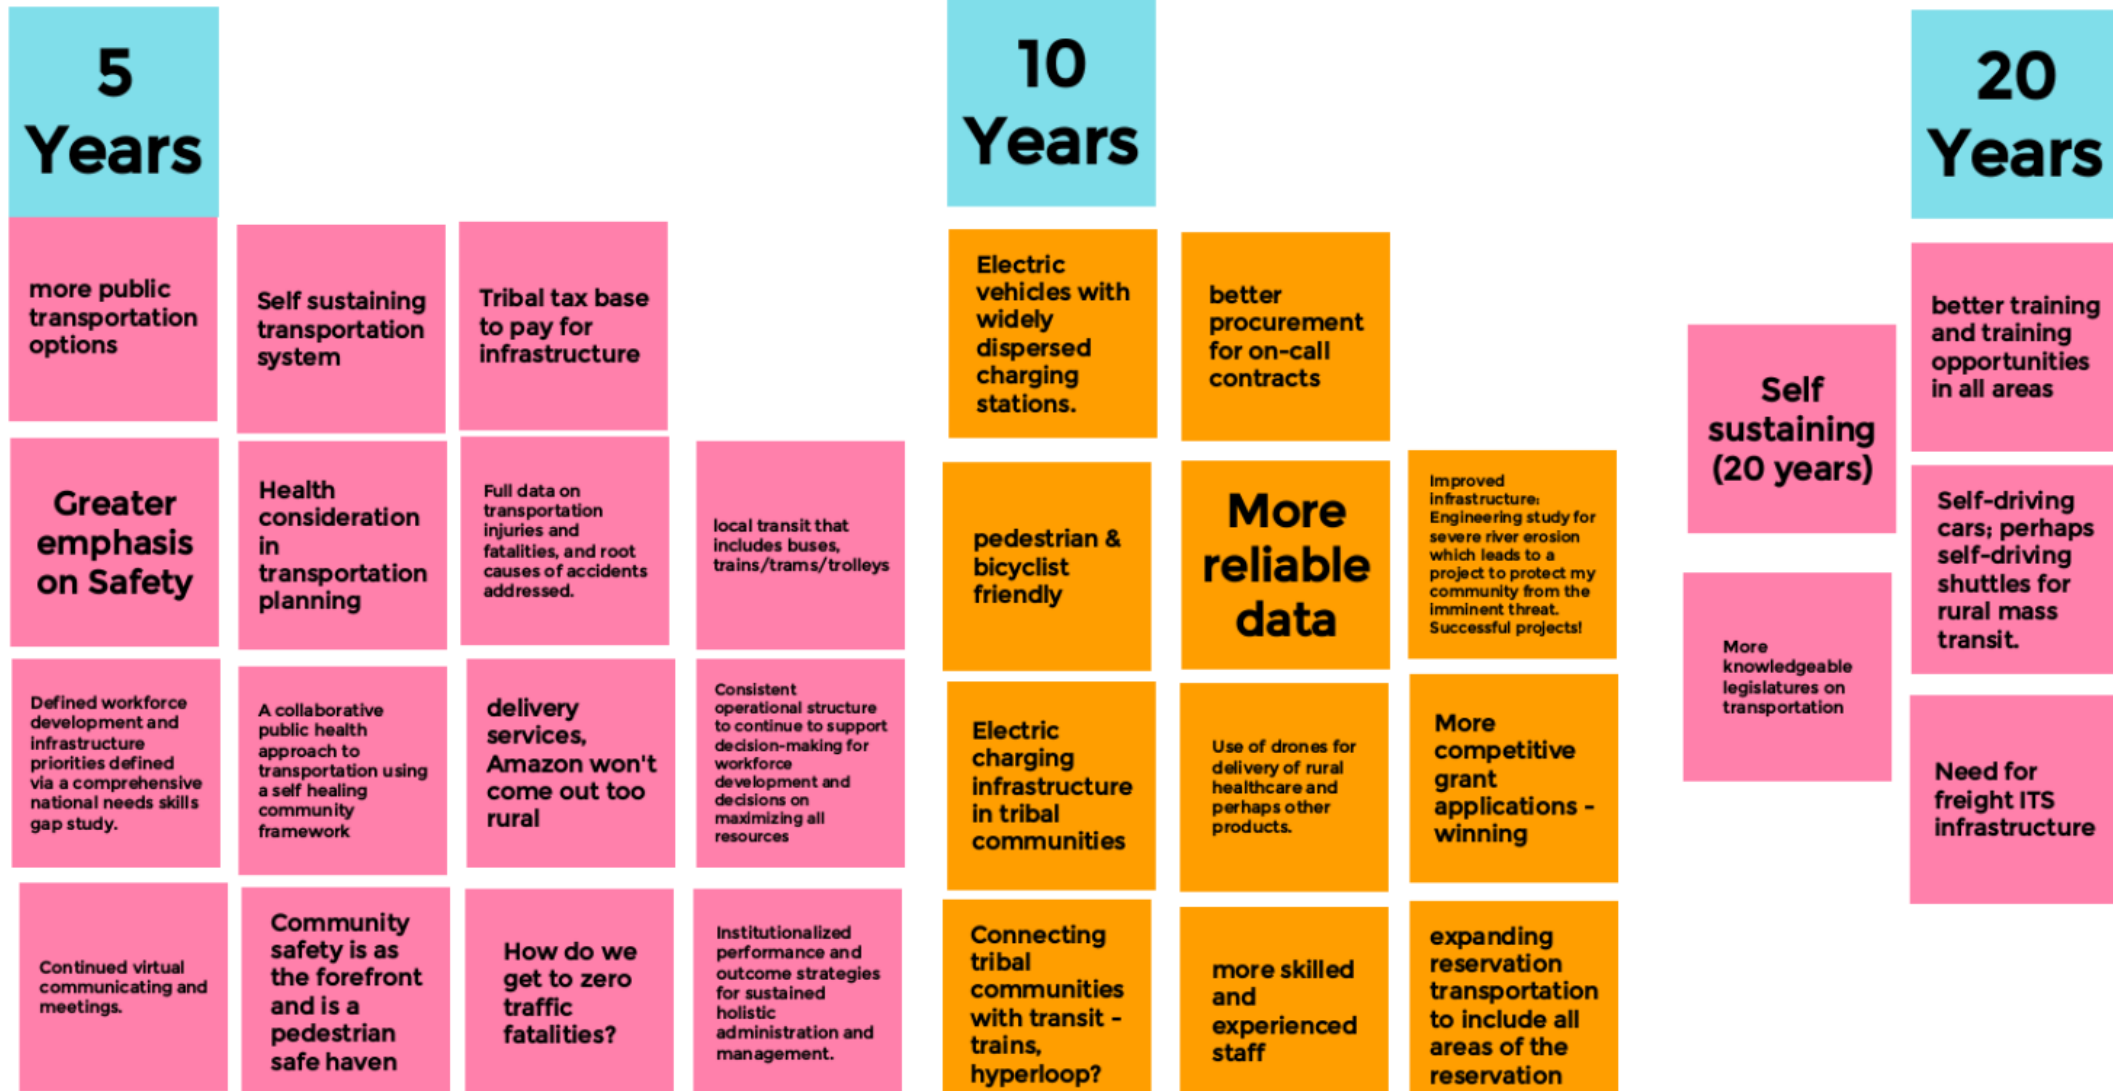 5
Years
more public
transportation
options
Self sustaining
transportation
system
Tribal tax base
to pay for
infrastructure
Greater
emphasis
on Safety
Health
consideration
in
transportation
planning
Full data on
transportation
injuries and
fatalities, and root
causes of accidents
addressed.
local transit that
includes buses,
trains/trams/trolleys
Defined workforce
development and
infrastructure
priorities defined
via a comprehensive
national needs skills
gap study.
A collaborative
public health
approach to
transportation using
a self healing
community
framework
delivery
services,
Amazon won't
come out too
rural
Consistent
operational structure
to continue to support
decision-making for
workforce
development and
decisions on
maximizing all
resources
Continued virtual
communicating and
meetings.
Community
safety is as
the forefront
and is a
pedestrian
safe haven
How do we
get to zero
traffic
fatalities?
Institutionalized
performance and
outcome strategies
for sustained
holistic
administration and
management.
10
Years
Electric
vehicles with
widely
dispersed
charging
stations.
better
procurement
for on-call
contracts
pedestrian &
bicyclist
friendly
More
reliable
data
Improved
infrastructure:
Engineering study for
severe river erosion
which leads to a
project to protect my
community from the
imminent threat.
Successful projects!
Electric
charging
infrastructure
in tribal
communities
Use of drones for
delivery of rural
healthcare and
perhaps other
products.
More
competitive
grant
applications -
winning
Connecting
tribal
communities
with transit -
trains,
hyperloop?
more skilled
and
experienced
staff
expanding
reservation
transportation
to include all
areas of the
reservation
20
Years
Self
sustaining
(20 years)
better training
and training
opportunities
in all areas
More
knowledgeable
legislatures on
transportation
Self-driving
cars; perhaps
self-driving
shuttles for
rural mass
transit.
Need for
freight ITS
infrastructure